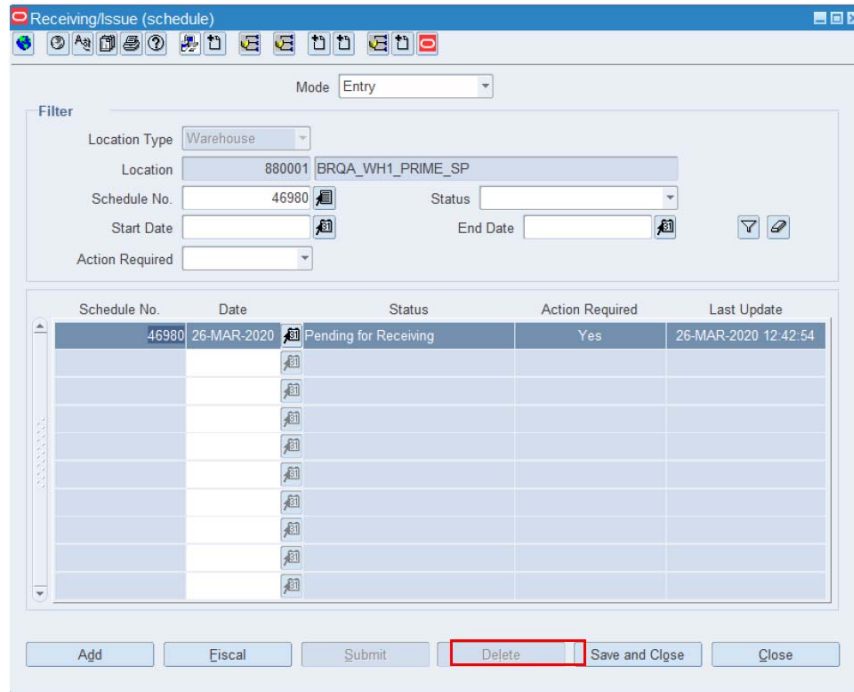 Receiving/Issue (schedule)
Mode Entry
Filter
Location Type Warehouse
Location 880001 BRQA_WH1_PRIME_SP
Schedule No. 46980 Status
Start Date End Date
Action Required
Schedule No. Date Status Action Required Last Update
46980 26-MAR-2020 Pending for Receiving Yes 26-MAR-2020 12:42:54
Add Fiscal Submit Delete Save and Close Close